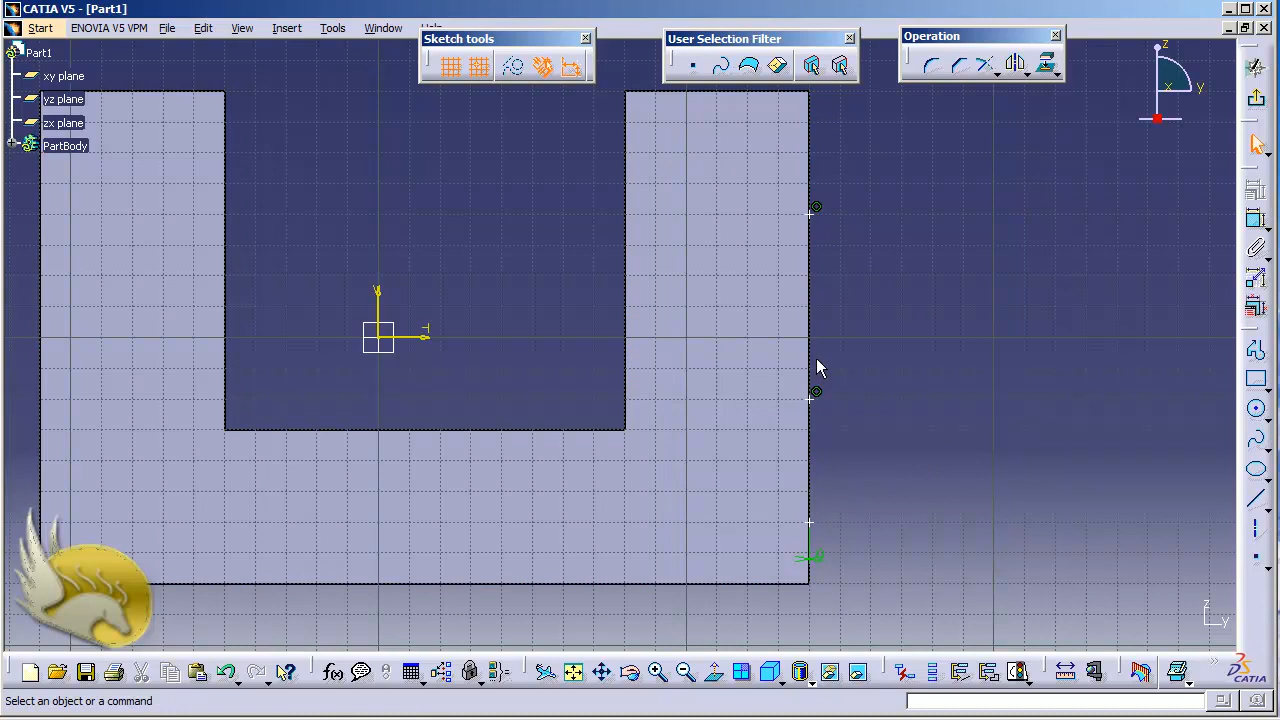 CATIA V5 - [Part1]
Start ENOVIA V5 VPM File Edit View Insert Tools Window Help
Sketch tools
User Selection Filter
Operation
Part1
xy plane
yz plane
zx plane
PartBody
z
x
y
V
z
y
f(x)
CATIA
Select an object or a command